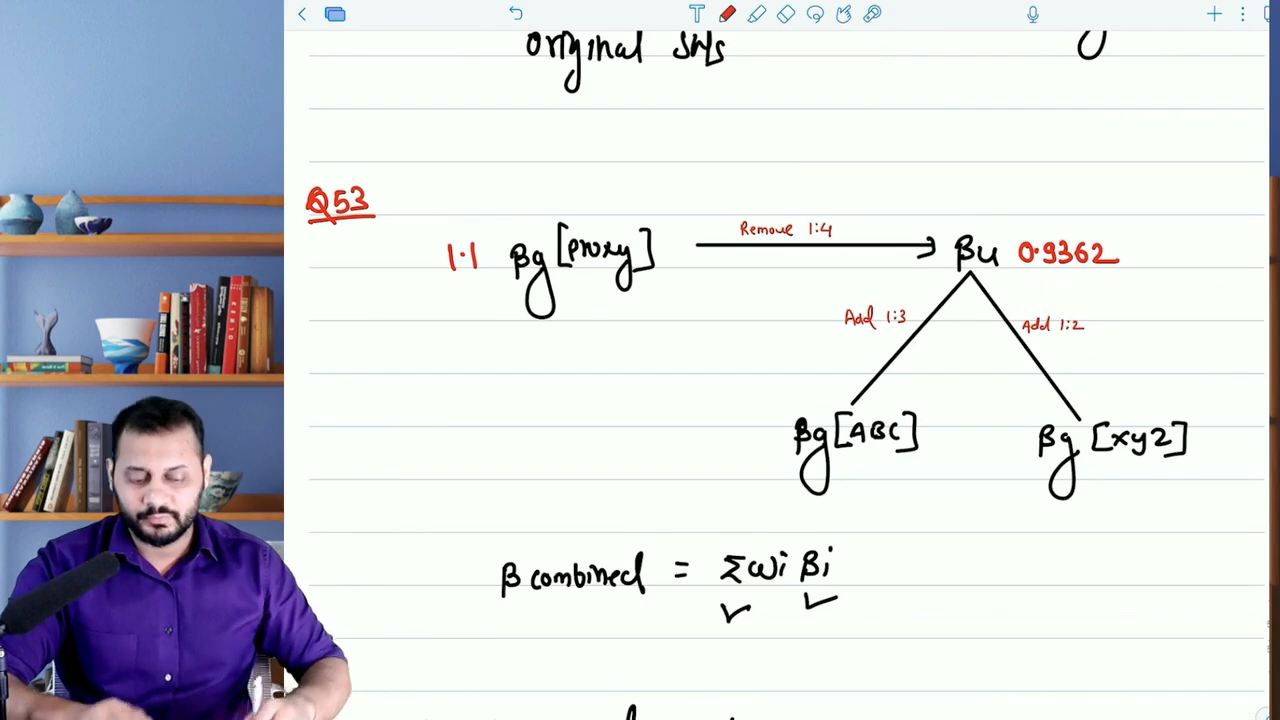 Original SHs
Q53
1.1 βg [Proxy]
Remove 1:4
βu 0.9362
Add 1:3
Add 1:2
βg [ABC]
βg [xyz]
β combined = Σωi βi